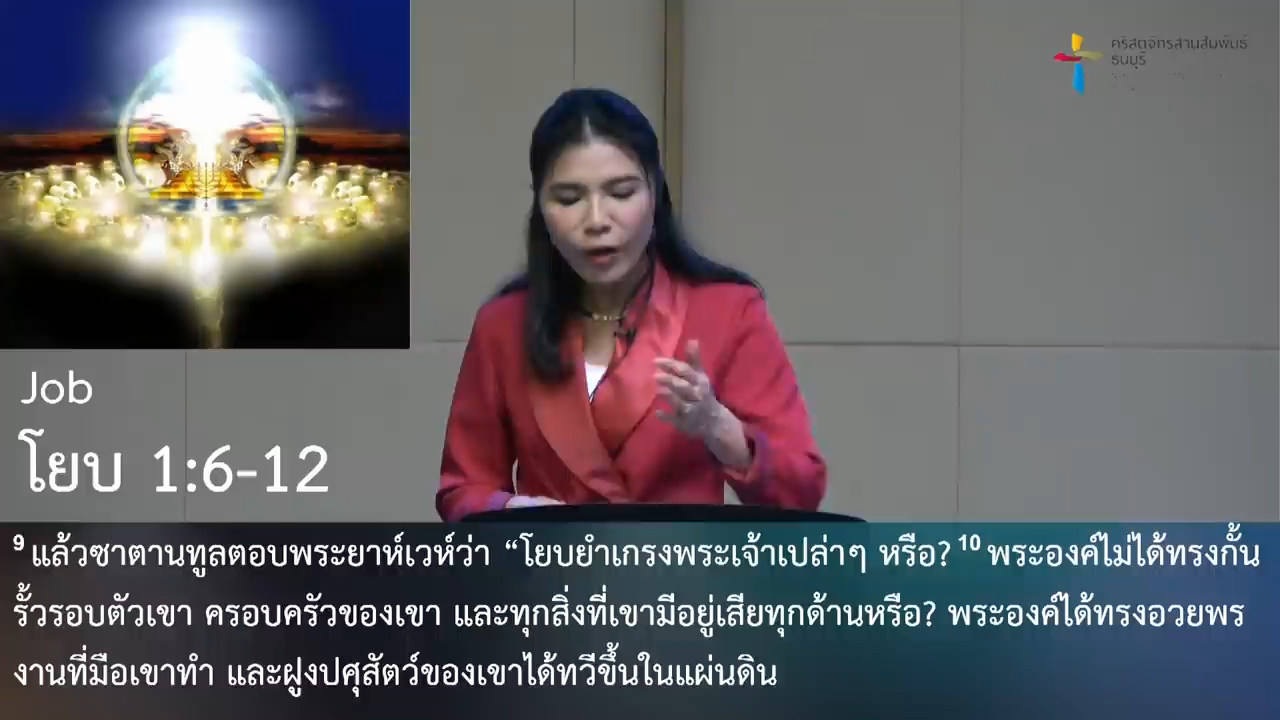 คริสตจักรสานสัมพันธ์
ธนบุรี
Job
โยบ 1:6-12
9 แล้วซาตานทูลตอบพระยาห์เวห์ว่า “โยบยำเกรงพระเจ้าเปล่าๆ หรือ? 10 พระองค์ไม่ได้ทรงกั้น
รั้วรอบตัวเขา ครอบครัวของเขา และทุกสิ่งที่เขามีอยู่เสียทุกด้านหรือ? พระองค์ได้ทรงอวยพร
งานที่มือเขาทำ และฝูงปศุสัตว์ของเขาได้ทวีขึ้นในแผ่นดิน